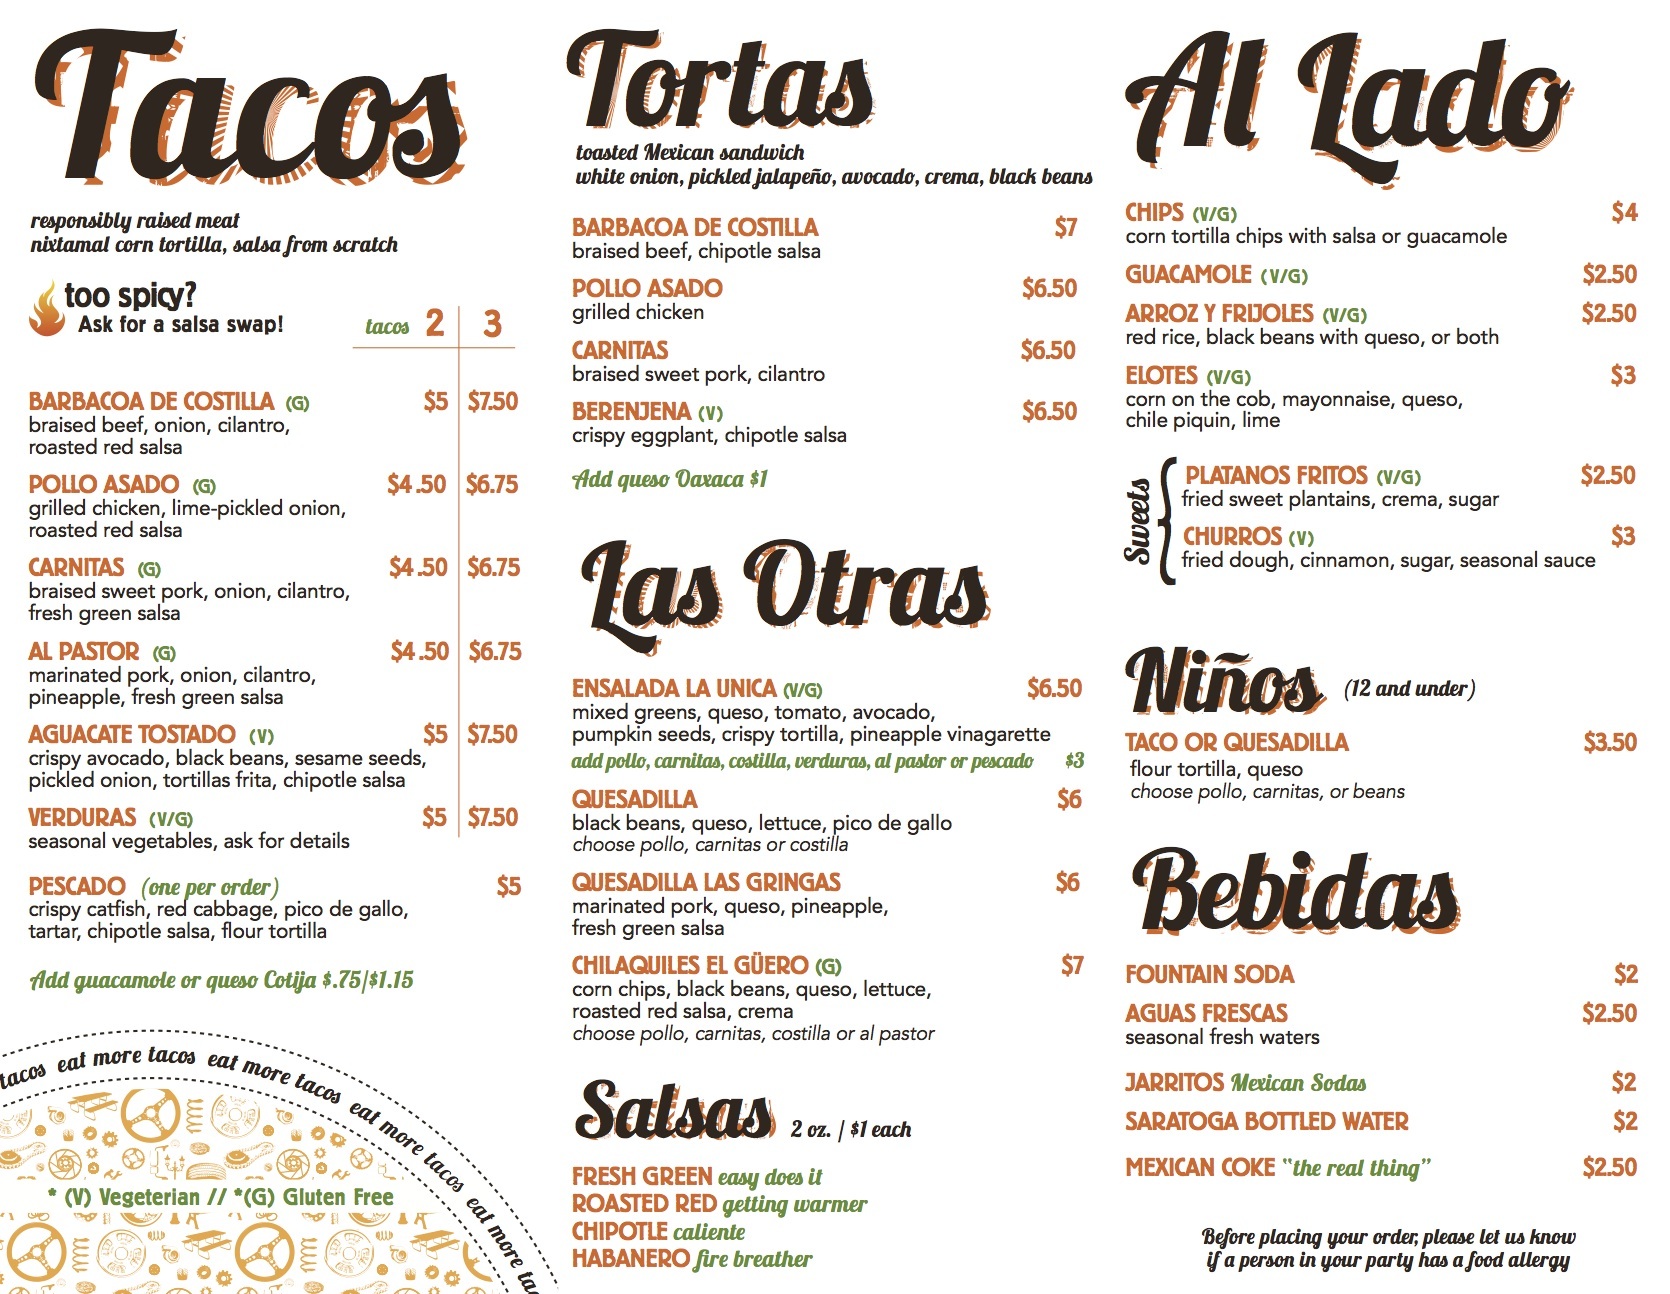 Tacos
responsibly raised meat
nixtamal corn tortilla, salsa from scratch
too spicy?
Ask for a salsa swap!
tacos 2 3
BARBACOA DE COSTILLA (G) $5 $7.50
braised beef, onion, cilantro,
roasted red salsa
POLLO ASADO (G) $4.50 $6.75
grilled chicken, lime-pickled onion,
roasted red salsa
CARNITAS (G) $4.50 $6.75
braised sweet pork, onion, cilantro,
fresh green salsa
AL PASTOR (G) $4.50 $6.75
marinated pork, onion, cilantro,
pineapple, fresh green salsa
AGUACATE TOSTADO (V) $5 $7.50
crispy avocado, black beans, sesame seeds,
pickled onion, tortillas frita, chipotle salsa
VERDURAS (V/G) $5 $7.50
seasonal vegetables, ask for details
PESCADO (one per order) $5
crispy catfish, red cabbage, pico de gallo,
tartar, chipotle salsa, flour tortilla
Add guacamole or queso Cotija $.75/$1.15
tacos eat more tacos eat more tacos eat more tacos eat more tac
* (V) Vegeterian // *(G) Gluten Free
Tortas
toasted Mexican sandwich
white onion, pickled jalapeño, avocado, crema, black beans
BARBACOA DE COSTILLA $7
braised beef, chipotle salsa
POLLO ASADO $6.50
grilled chicken
CARNITAS $6.50
braised sweet pork, cilantro
BERENJENA (V) $6.50
crispy eggplant, chipotle salsa
Add queso Oaxaca $1
Las Otras
ENSALADA LA UNICA (V/G) $6.50
mixed greens, queso, tomato, avocado,
pumpkin seeds, crispy tortilla, pineapple vinagarette
add pollo, carnitas, costilla, verduras, al pastor or pescado $3
QUESADILLA $6
black beans, queso, lettuce, pico de gallo
choose pollo, carnitas or costilla
QUESADILLA LAS GRINGAS $6
marinated pork, queso, pineapple,
fresh green salsa
CHILAQUILES EL GÜERO (G) $7
corn chips, black beans, queso, lettuce,
roasted red salsa, crema
choose pollo, carnitas, costilla or al pastor
Salsas 2 oz. / $1 each
FRESH GREEN easy does it
ROASTED RED getting warmer
CHIPOTLE caliente
HABANERO fire breather
Al Lado
CHIPS (V/G) $4
corn tortilla chips with salsa or guacamole
GUACAMOLE (V/G) $2.50
ARROZ Y FRIJOLES (V/G) $2.50
red rice, black beans with queso, or both
ELOTES (V/G) $3
corn on the cob, mayonnaise, queso,
chile piquin, lime
Sweets
PLATANOS FRITOS (V/G) $2.50
fried sweet plantains, crema, sugar
CHURROS (V) $3
fried dough, cinnamon, sugar, seasonal sauce
Niños (12 and under)
TACO OR QUESADILLA $3.50
flour tortilla, queso
choose pollo, carnitas, or beans
Bebidas
FOUNTAIN SODA $2
AGUAS FRESCAS $2.50
seasonal fresh waters
JARRITOS Mexican Sodas $2
SARATOGA BOTTLED WATER $2
MEXICAN COKE "the real thing" $2.50
Before placing your order, please let us know
if a person in your party has a food allergy